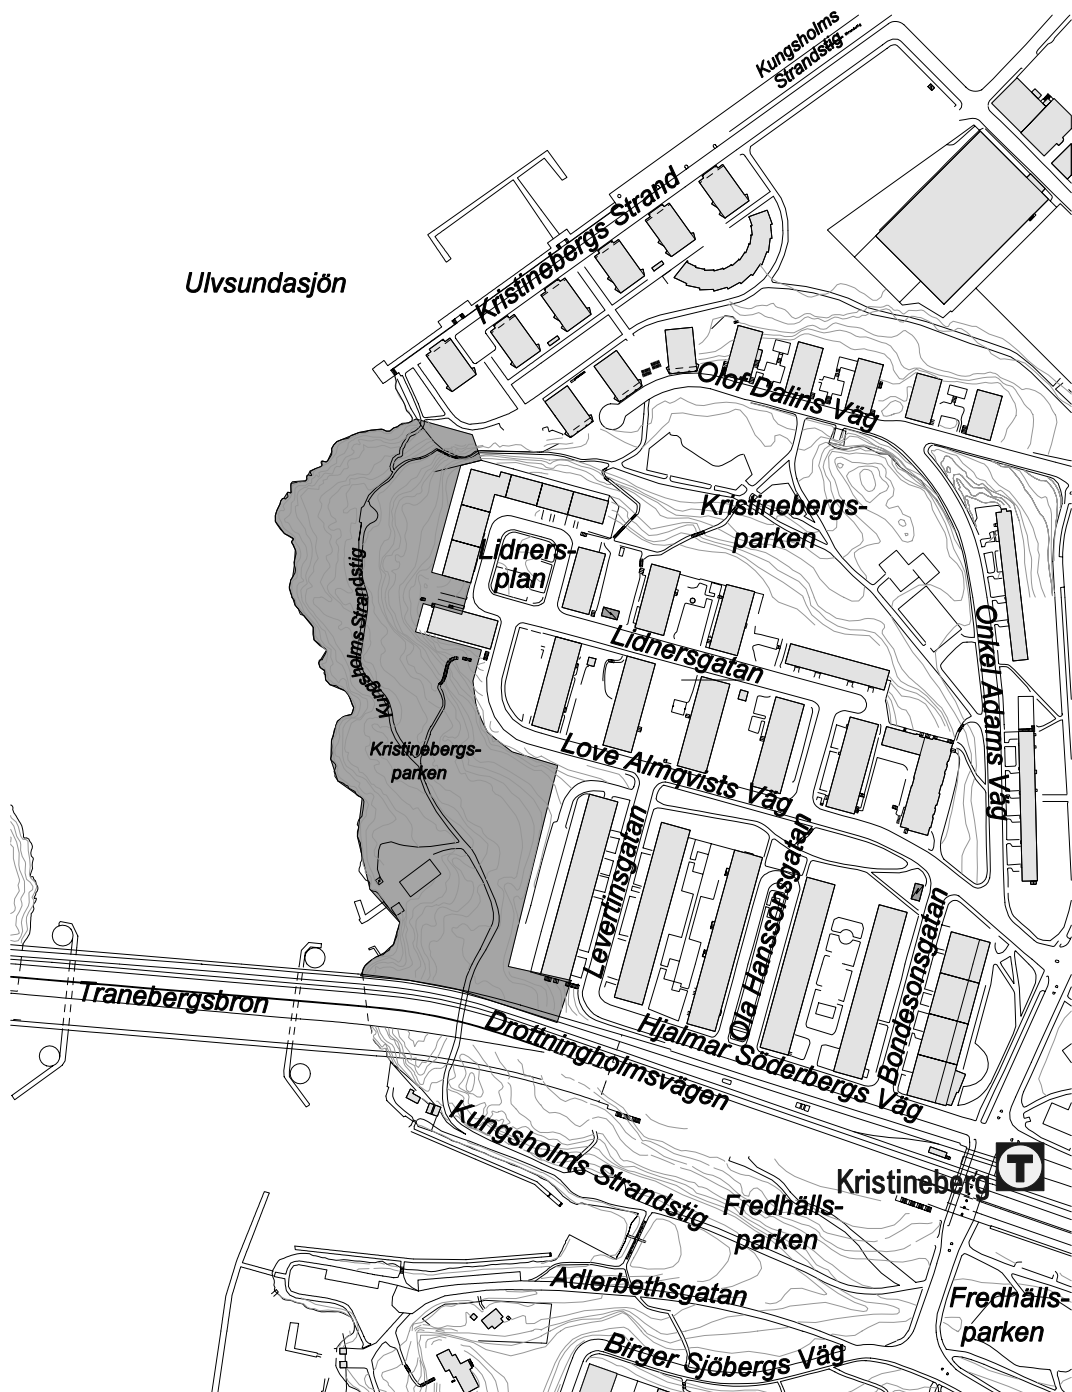 Kungsholms
Strandstig
Kristinebergs Strand
Ulvsundasjön
Olof Dalins Väg
Kristinebergs-
parken
Lidners-
plan
Kungsholms Strandstig
Lidnersgatan
Onkel Adams Väg
Kristinebergs-
parken
Love Almqvists Väg
Levertinsgatan
Ola Hanssonsgatan
Bondesonsgatan
Tranebergsbron
Drottningholmsvägen
Hjalmar Söderbergs Väg
Kungsholms Strandstig
Kristineberg T
Fredhälls-
parken
Adlerbethsgatan
Fredhälls-
parken
Birger Sjöbergs Väg